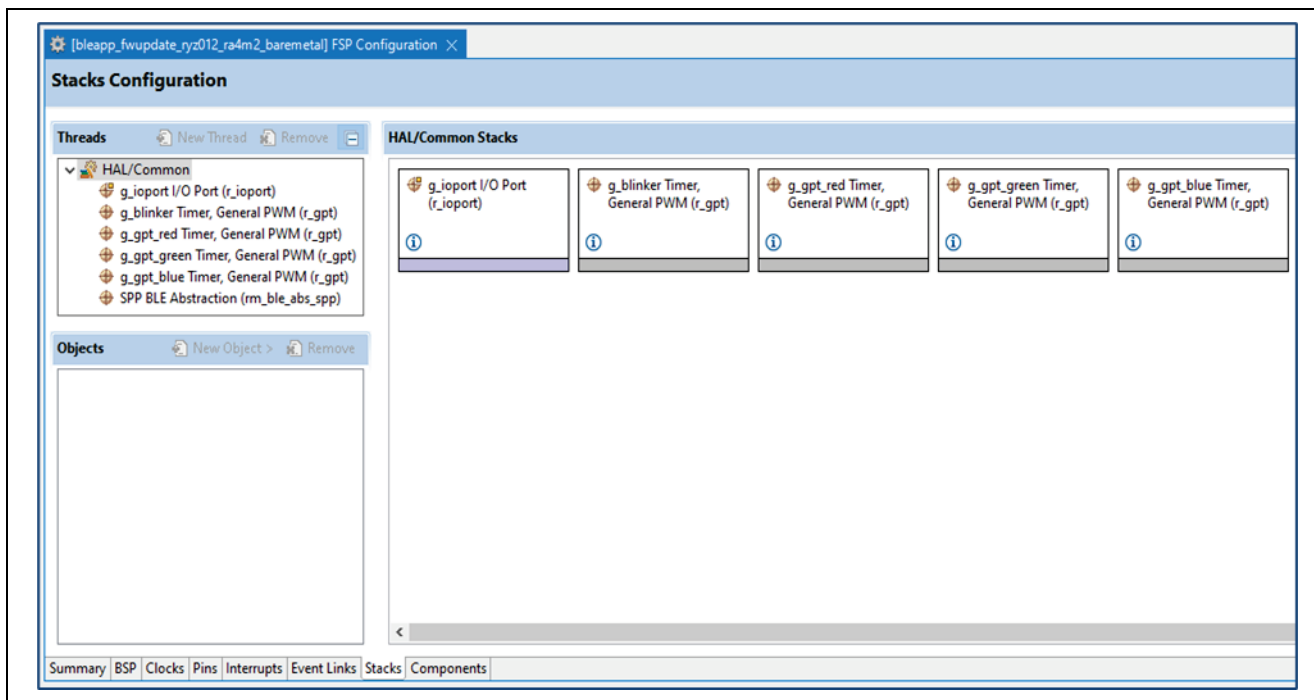 [bleapp_fwupdate_ryz012_ra4m2_baremetal] FSP Configuration
Stacks Configuration
Threads
New Thread
Remove
HAL/Common
g_ioport I/O Port (r_ioport)
g_blinker Timer, General PWM (r_gpt)
g_gpt_red Timer, General PWM (r_gpt)
g_gpt_green Timer, General PWM (r_gpt)
g_gpt_blue Timer, General PWM (r_gpt)
SPP BLE Abstraction (rm_ble_abs_spp)
Objects
New Object >
Remove
HAL/Common Stacks
g_ioport I/O Port
(r_ioport)
g_blinker Timer,
General PWM (r_gpt)
g_gpt_red Timer,
General PWM (r_gpt)
g_gpt_green Timer,
General PWM (r_gpt)
g_gpt_blue Timer,
General PWM (r_gpt)
Summary BSP Clocks Pins Interrupts Event Links Stacks Components